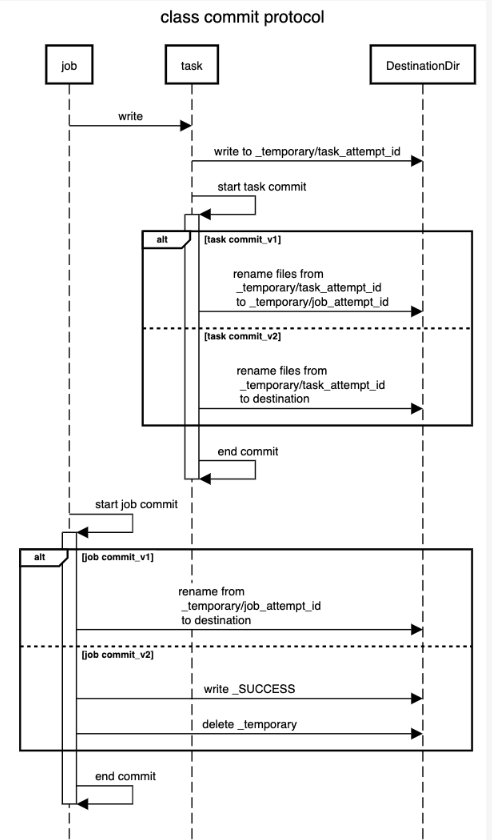 class commit protocol
job
task
DestinationDir
write
write to _temporary/task_attempt_id
start task commit
alt
[task commit_v1]
rename files from
_temporary/task_attempt_id
to _temporary/job_attempt_id
[task commit_v2]
rename files from
_temporary/task_attempt_id
to destination
end commit
start job commit
alt
[job commit_v1]
rename from
_temporary/job_attempt_id
to destination
[job commit_v2]
write _SUCCESS
delete _temporary
end commit